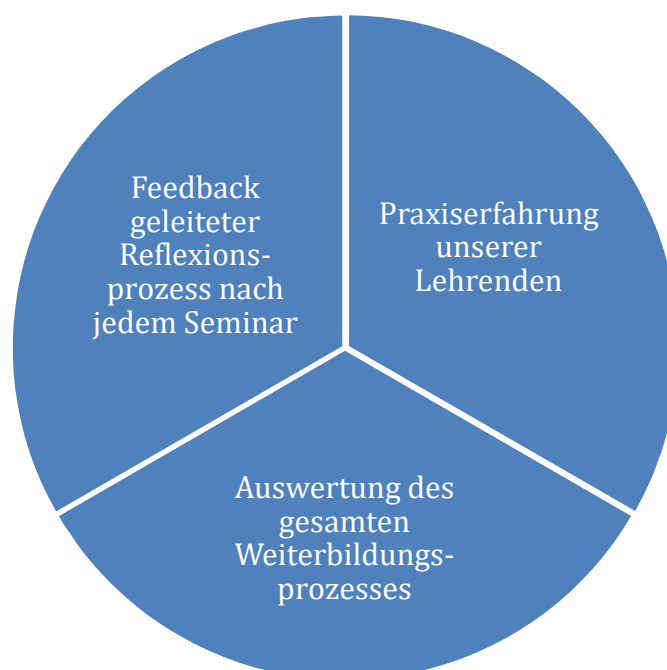 Feedback
geleiteter
Reflexions-
prozess nach
jedem Seminar
Praxiserfahrung
unserer
Lehrenden
Auswertung des
gesamten
Weiterbildungs-
prozesses